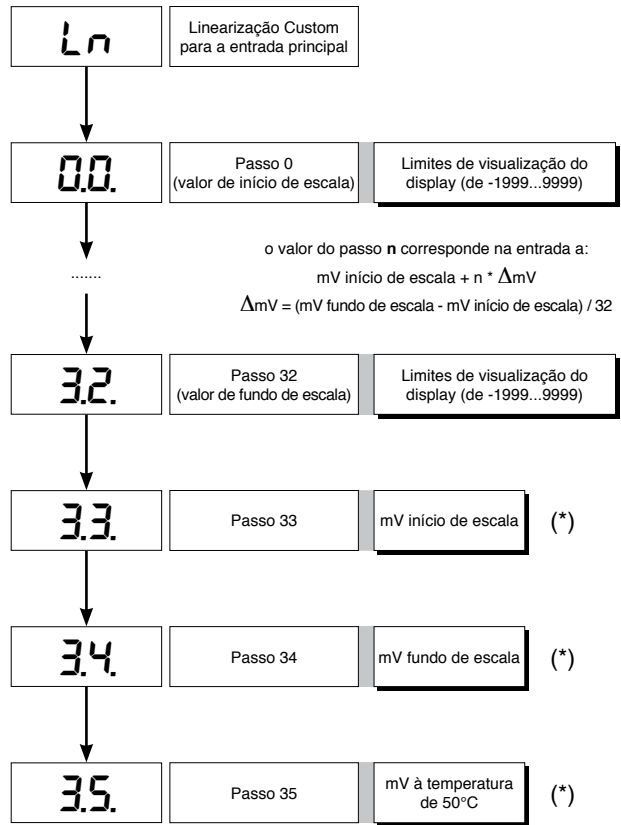 Ln
Linearização Custom
para a entrada principal
0.0.
Passo 0
(valor de início de escala)
Limites de visualização do
display (de -1999...9999)
.......
o valor do passo n corresponde na entrada a:
mV início de escala + n * ΔmV
ΔmV = (mV fundo de escala - mV início de escala) / 32
3.2.
Passo 32
(valor de fundo de escala)
Limites de visualização do
display (de -1999...9999)
3.3.
Passo 33
mV início de escala
(*)
3.4.
Passo 34
mV fundo de escala
(*)
3.5.
Passo 35
mV à temperatura
de 50°C
(*)